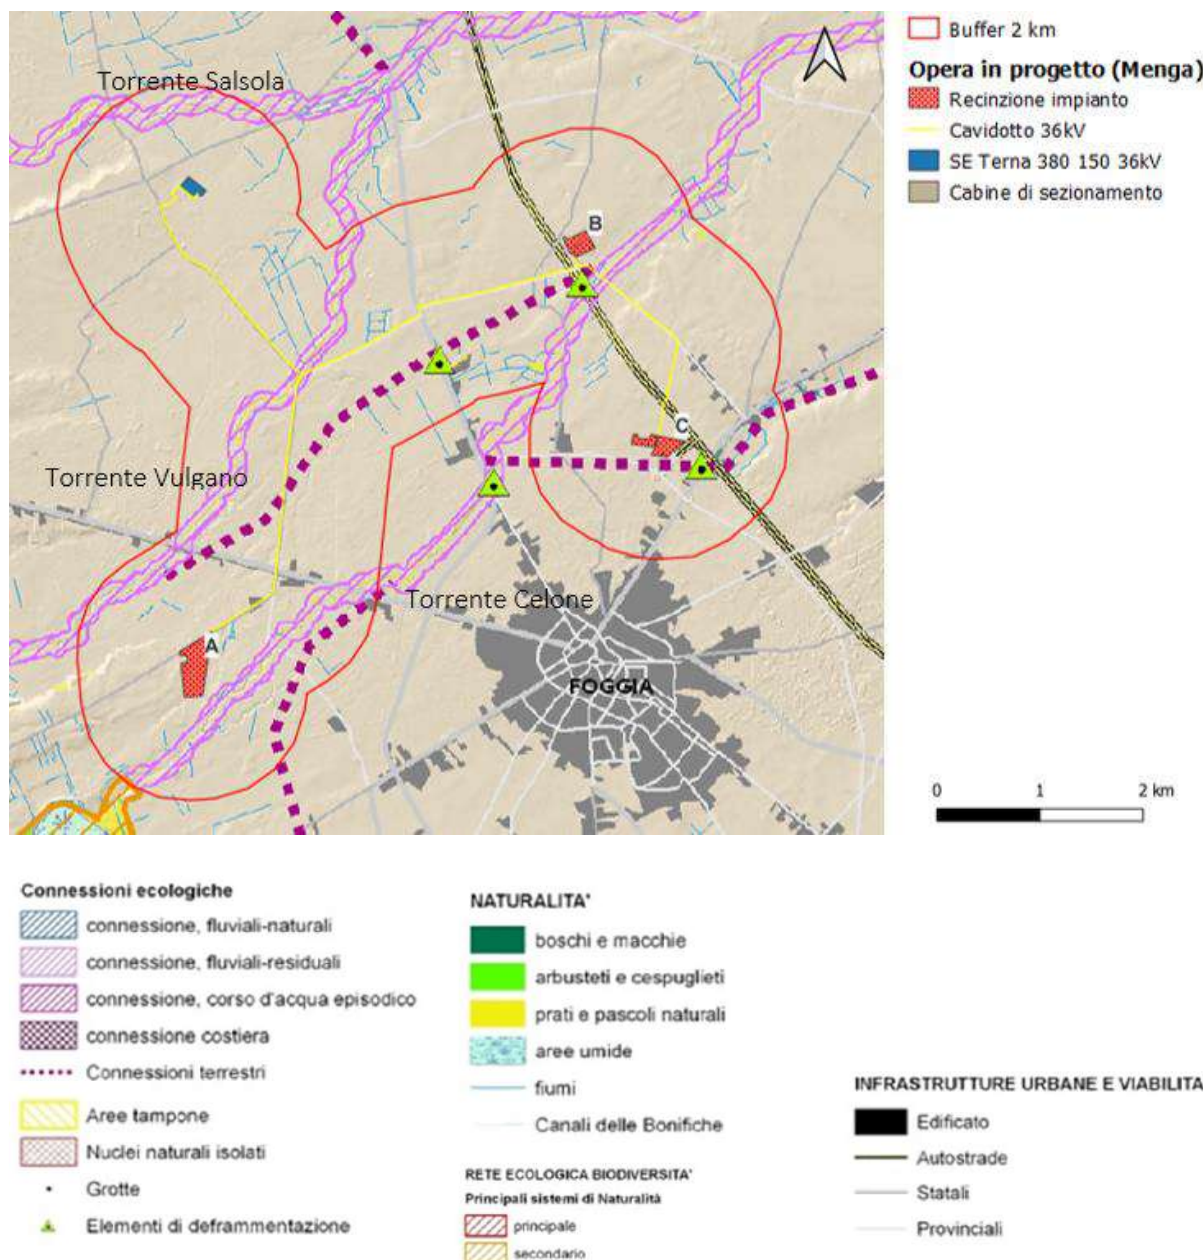 Torrente Salsola
B
C
Torrente Vulgano
A
Torrente Celone
FOGGIA
Buffer 2 km
Opera in progetto (Menga)
Recinzione impianto
Cavidotto 36kV
SE Terna 380 150 36kV
Cabine di sezionamento
0 1 2 km
Connessioni ecologiche
connessione, fluviali-naturali
connessione, fluviali-residuali
connessione, corso d'acqua episodico
connessione costiera
Connessioni terrestri
Aree tampone
Nuclei naturali isolati
Grotte
Elementi di deframmentazione
NATURALITA'
boschi e macchie
arbusteti e cespuglieti
prati e pascoli naturali
aree umide
fiumi
Canali delle Bonifiche
RETE ECOLOGICA BIODIVERSITA'
Principali sistemi di Naturalità
principale
secondario
INFRASTRUTTURE URBANE E VIABILITA
Edificato
Autostrade
Statali
Provinciali